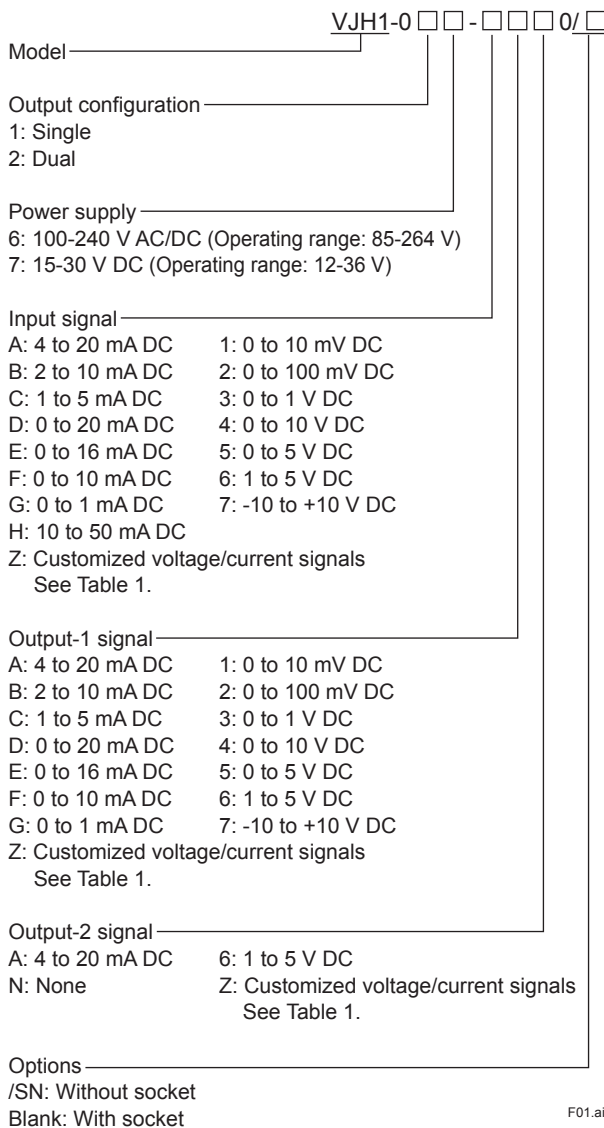 VJH1-0 □ □ - □ □ □ 0/ □
Model
Output configuration
1: Single
2: Dual
Power supply
6: 100-240 V AC/DC (Operating range: 85-264 V)
7: 15-30 V DC (Operating range: 12-36 V)
Input signal
A: 4 to 20 mA DC 1: 0 to 10 mV DC
B: 2 to 10 mA DC 2: 0 to 100 mV DC
C: 1 to 5 mA DC 3: 0 to 1 V DC
D: 0 to 20 mA DC 4: 0 to 10 V DC
E: 0 to 16 mA DC 5: 0 to 5 V DC
F: 0 to 10 mA DC 6: 1 to 5 V DC
G: 0 to 1 mA DC 7: -10 to +10 V DC
H: 10 to 50 mA DC
Z: Customized voltage/current signals
See Table 1.
Output-1 signal
A: 4 to 20 mA DC 1: 0 to 10 mV DC
B: 2 to 10 mA DC 2: 0 to 100 mV DC
C: 1 to 5 mA DC 3: 0 to 1 V DC
D: 0 to 20 mA DC 4: 0 to 10 V DC
E: 0 to 16 mA DC 5: 0 to 5 V DC
F: 0 to 10 mA DC 6: 1 to 5 V DC
G: 0 to 1 mA DC 7: -10 to +10 V DC
Z: Customized voltage/current signals
See Table 1.
Output-2 signal
A: 4 to 20 mA DC 6: 1 to 5 V DC
N: None Z: Customized voltage/current signals
See Table 1.
Options
/SN: Without socket
Blank: With socket
F01.ai